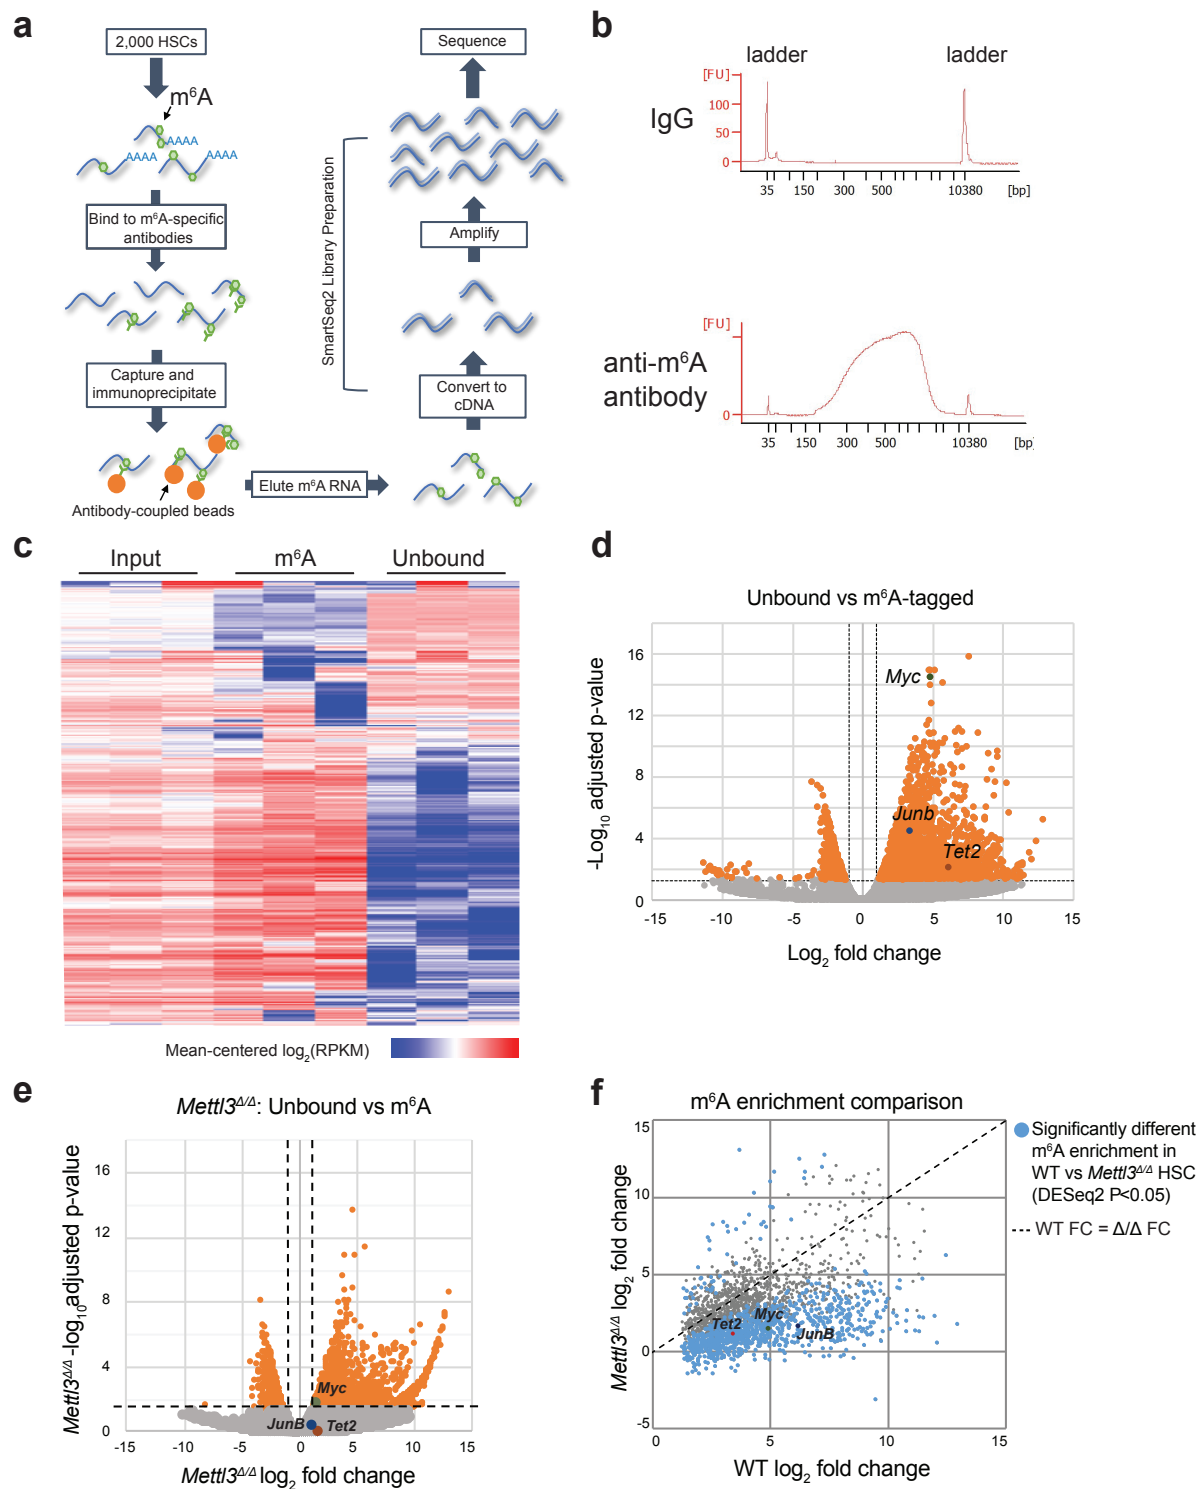 a
2,000 HSCs
m⁶A
AAAA
AAAA
AAAA
Bind to m⁶A-specific
antibodies
Capture and
immunoprecipitate
Antibody-coupled beads
Elute m⁶A RNA
Sequence
Amplify
Convert to
cDNA
SmartSeq2 Library Preparation
b
ladder
ladder
IgG
[FU]
100
50
0
35 150 300 500 10380 [bp]
anti-m⁶A
antibody
[FU]
0
35 150 300 500 10380 [bp]
c
Input
m⁶A
Unbound
Mean-centered log₂(RPKM)
d
Unbound vs m⁶A-tagged
-Log₁₀ adjusted p-value
16
12
8
4
0
Myc
Junb
Tet2
-15 -10 -5 0 5 10 15
Log₂ fold change
e
Mettl3Δ/Δ: Unbound vs m⁶A
Mettl3Δ/Δ -log₁₀adjusted p-value
16
12
8
4
0
Myc
JunB
Tet2
-15 -10 -5 0 5 10 15
Mettl3Δ/Δ log₂ fold change
f
m⁶A enrichment comparison
Mettl3Δ/Δ log₂ fold change
15
10
5
0
-5
Tet2
Myc
JunB
0 5 10 15
WT log₂ fold change
Significantly different
m⁶A enrichment in
WT vs Mettl3Δ/Δ HSC
(DESeq2 P<0.05)
WT FC = Δ/Δ FC